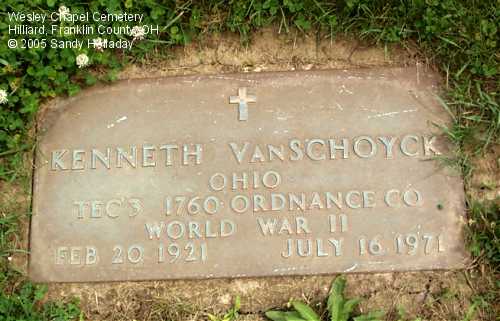 Wesley Chapel Cemetery
Hilliard, Franklin County, OH
© 2005 Sandy Holladay
KENNETH VANSCHOYCK
OHIO
TEC'3 1760 ORDNANCE CO
WORLD WAR II
FEB 20 1921 JULY 16 1971